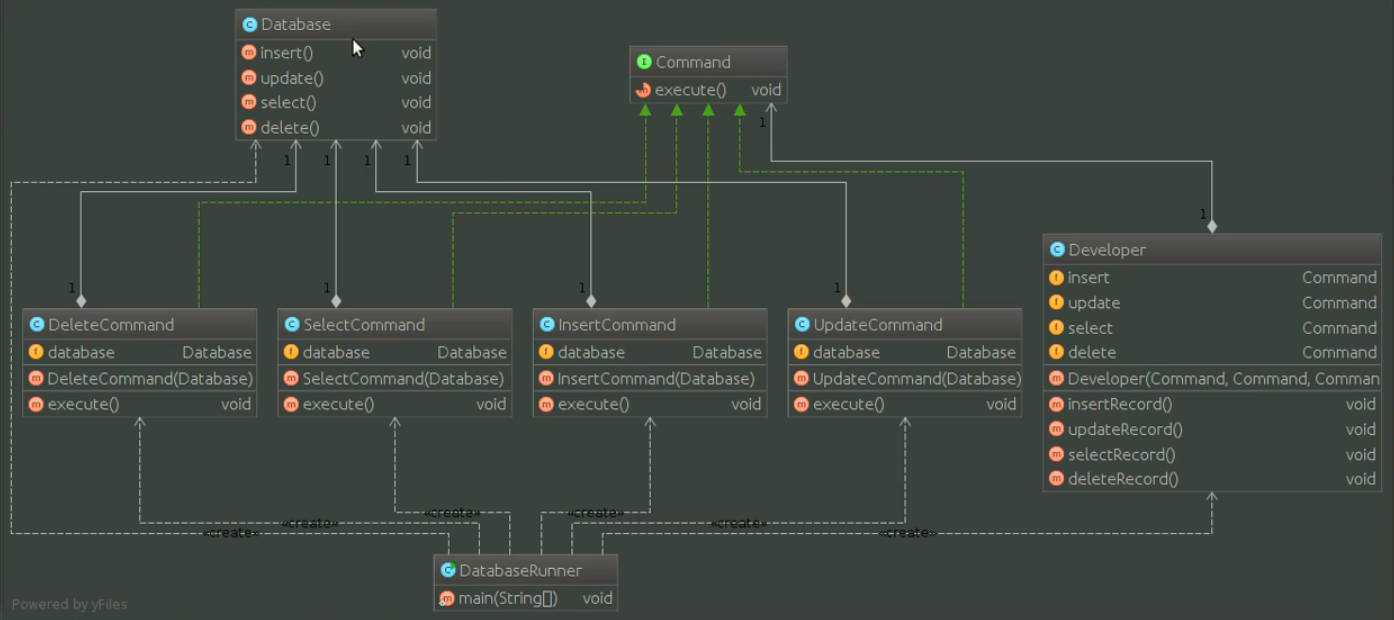 Database
insert() void
update() void
select() void
delete() void
Command
execute() void
1 1 1 1
1
1
1
1
1
1
Developer
insert Command
update Command
select Command
delete Command
Developer(Command, Command, Comman
insertRecord() void
updateRecord() void
selectRecord() void
deleteRecord() void
DeleteCommand
database Database
DeleteCommand(Database)
execute() void
SelectCommand
database Database
SelectCommand(Database)
execute() void
InsertCommand
database Database
InsertCommand(Database)
execute() void
UpdateCommand
database Database
UpdateCommand(Database)
execute() void
«create»
«create»
«create»
«create»
«create»
«create»
DatabaseRunner
main(String[]) void
Powered by yFiles